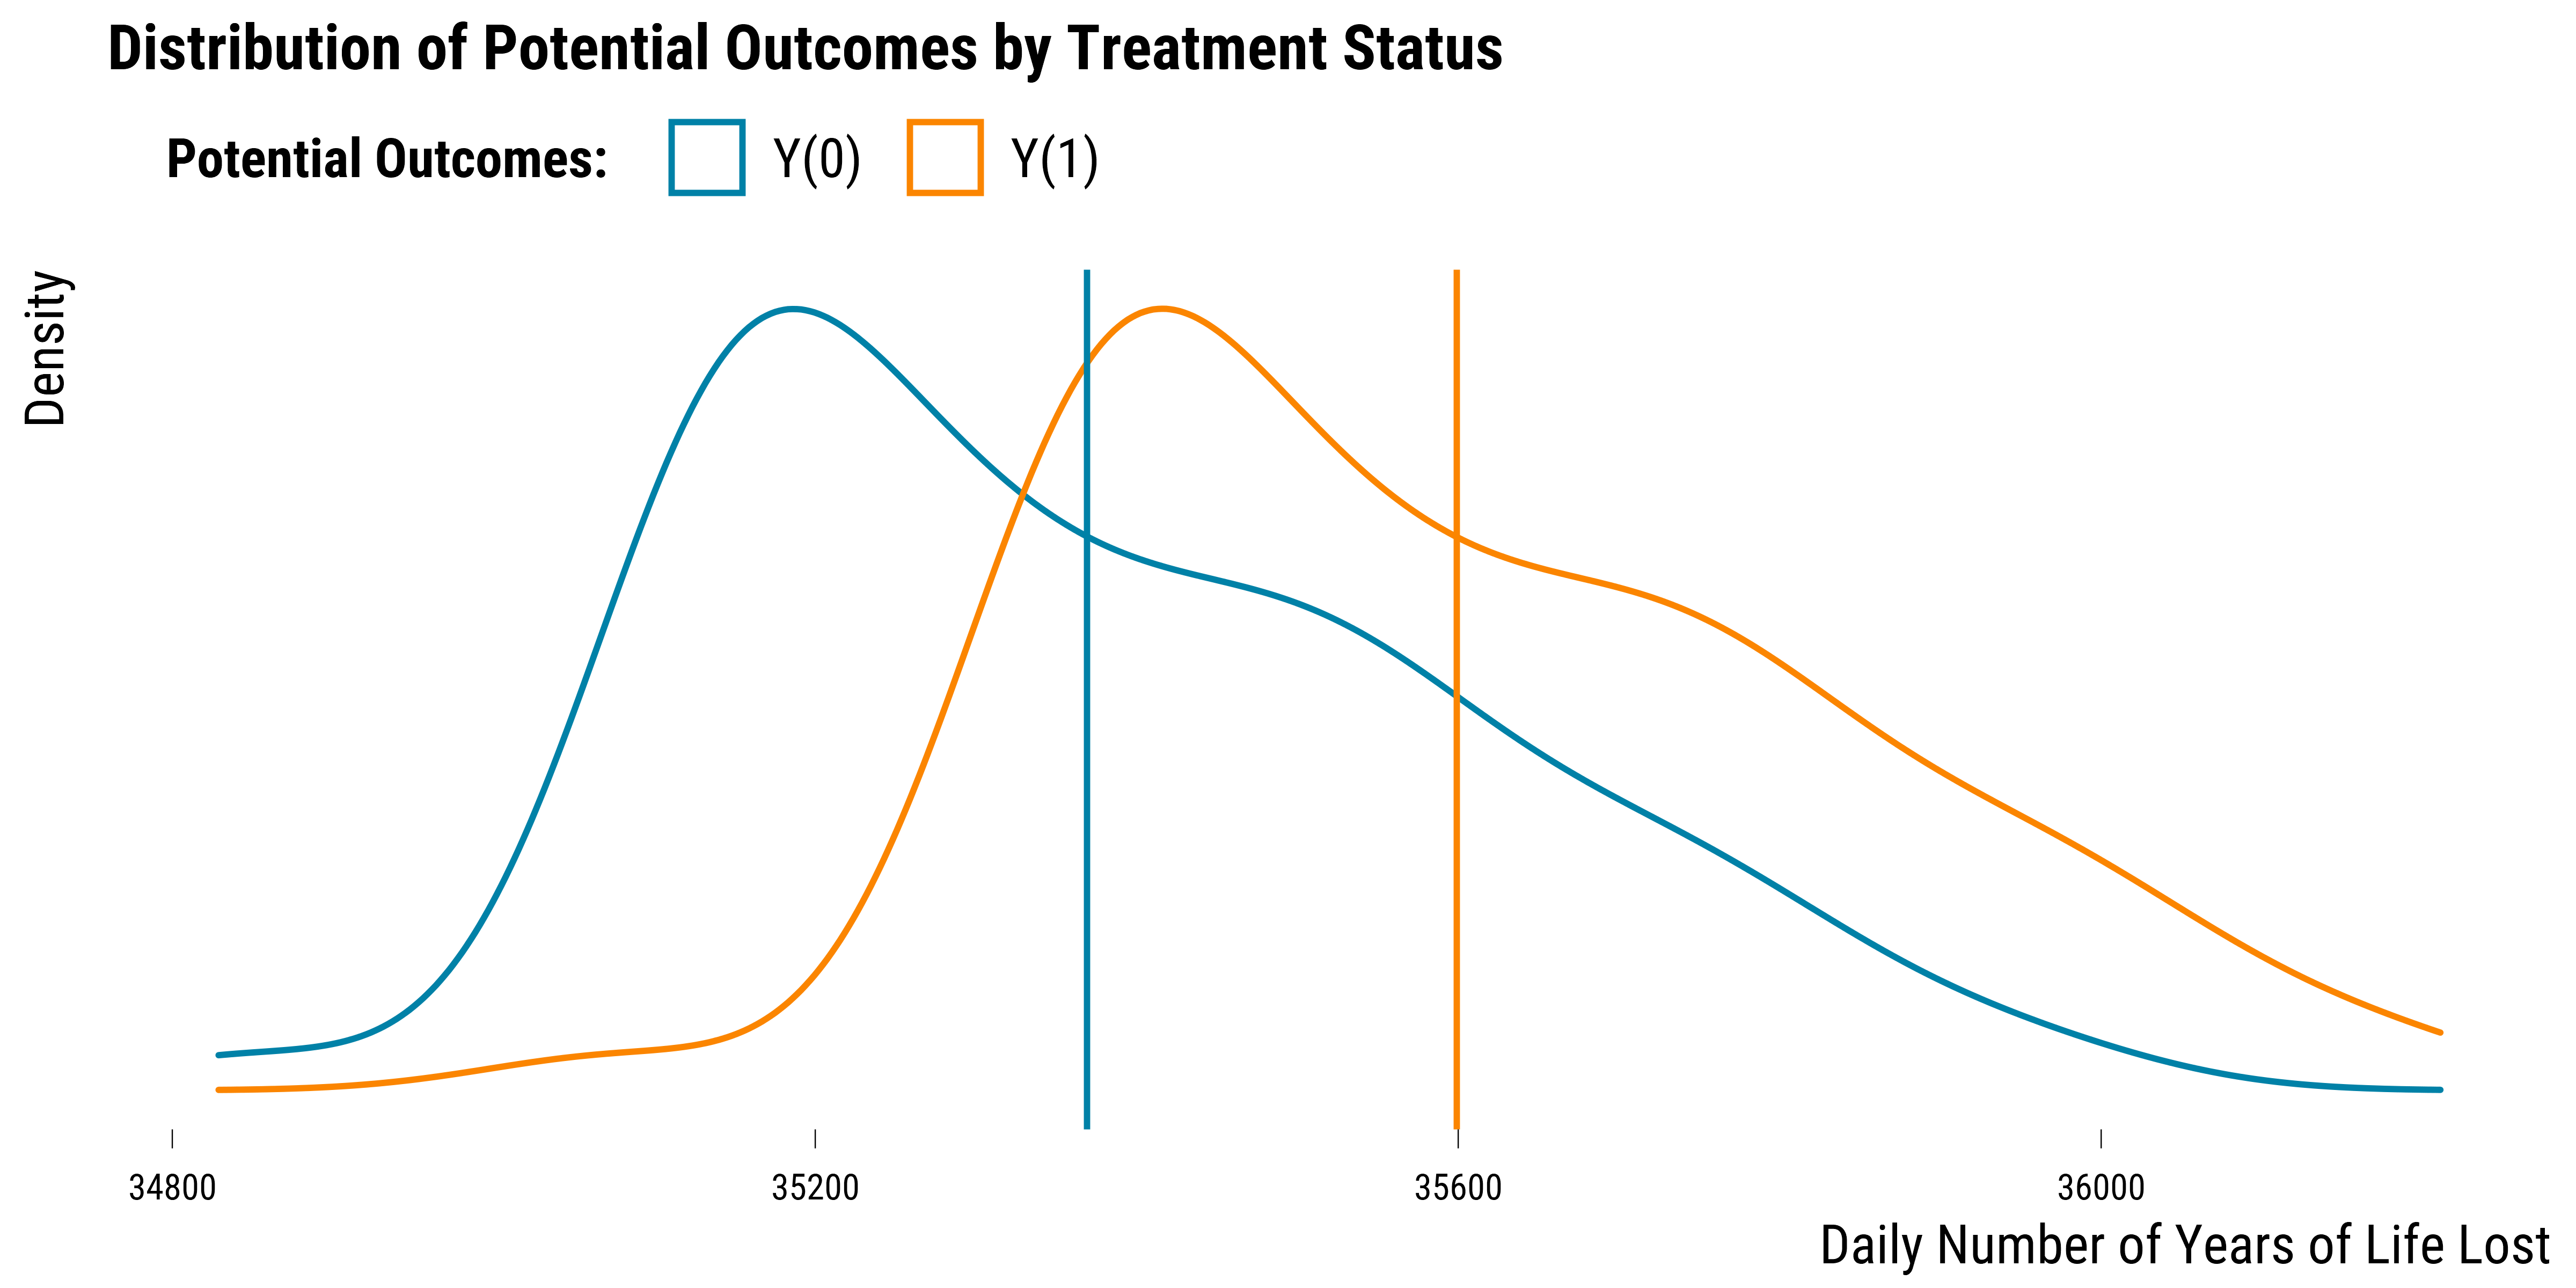 Distribution of Potential Outcomes by Treatment Status
Potential Outcomes: Y(0) Y(1)
Density
34800 35200 35600 36000
Daily Number of Years of Life Lost